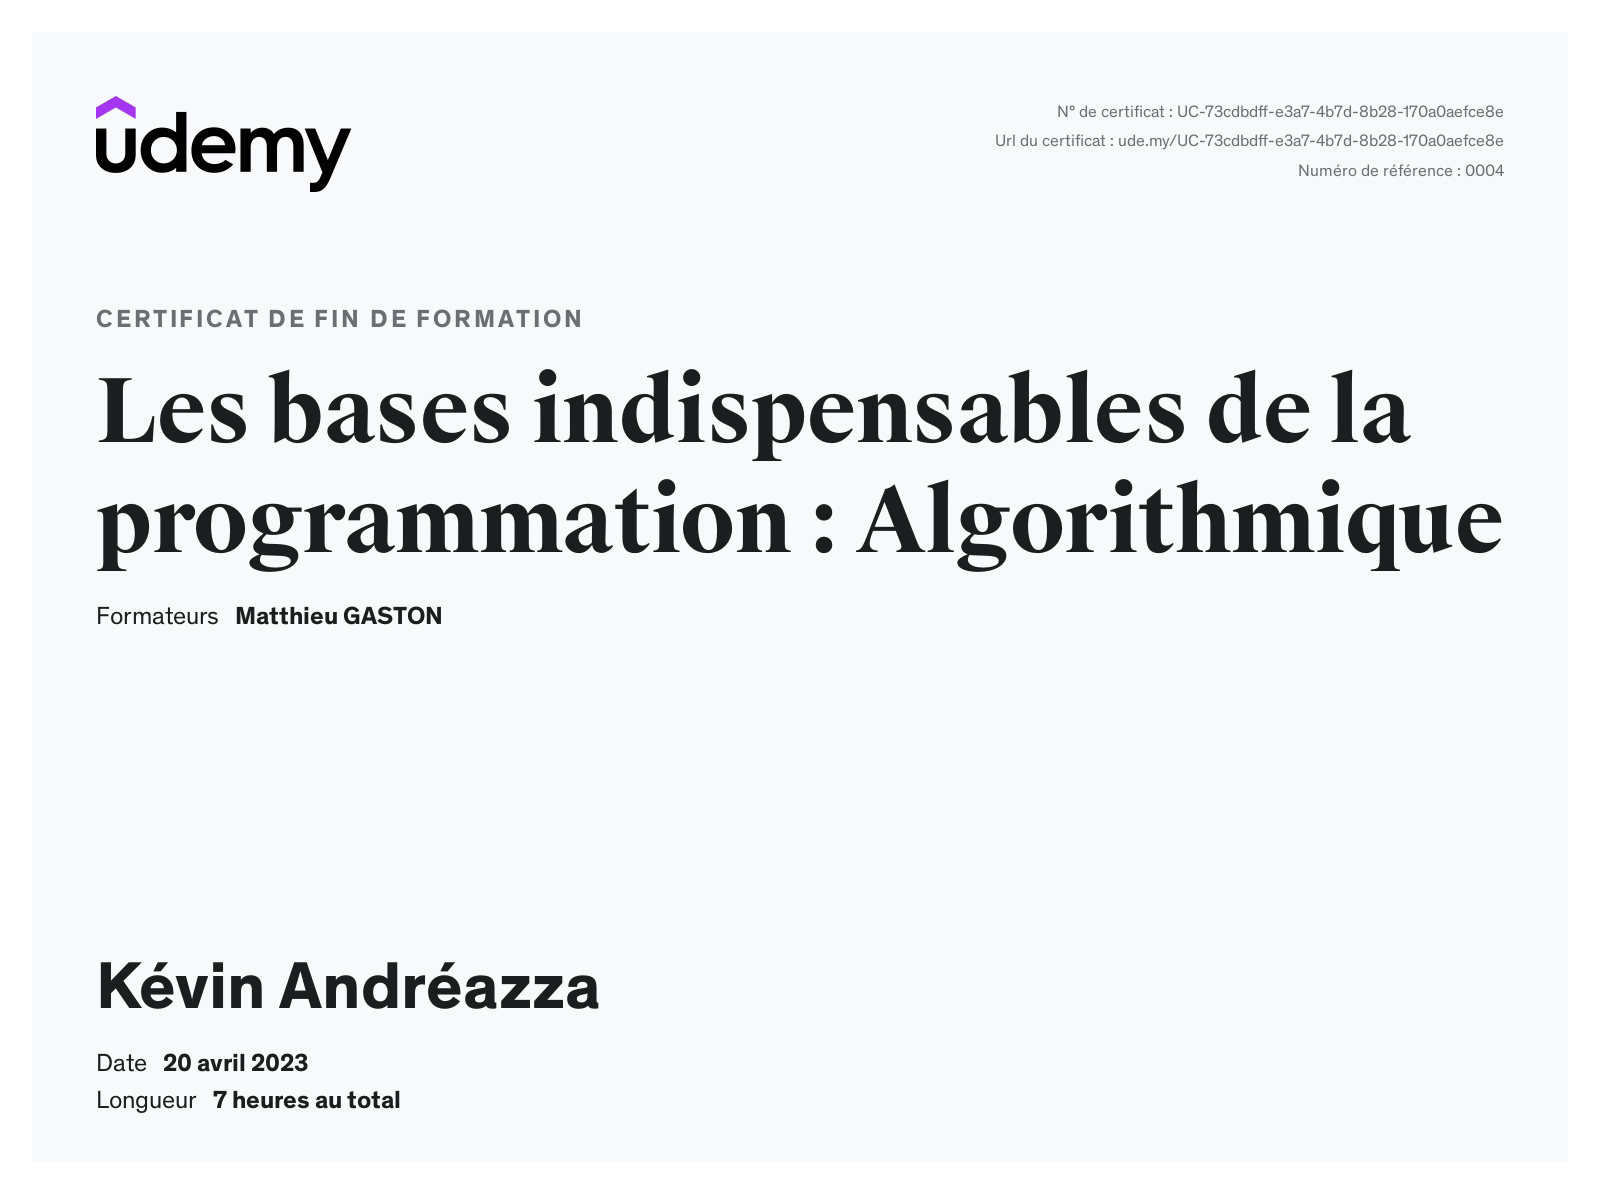 udemy
N° de certificat : UC-73cdbdff-e3a7-4b7d-8b28-170a0aefce8e
Url du certificat : ude.my/UC-73cdbdff-e3a7-4b7d-8b28-170a0aefce8e
Numéro de référence : 0004
CERTIFICAT DE FIN DE FORMATION
Les bases indispensables de la
programmation : Algorithmique
Formateurs Matthieu GASTON
Kévin Andréazza
Date 20 avril 2023
Longueur 7 heures au total